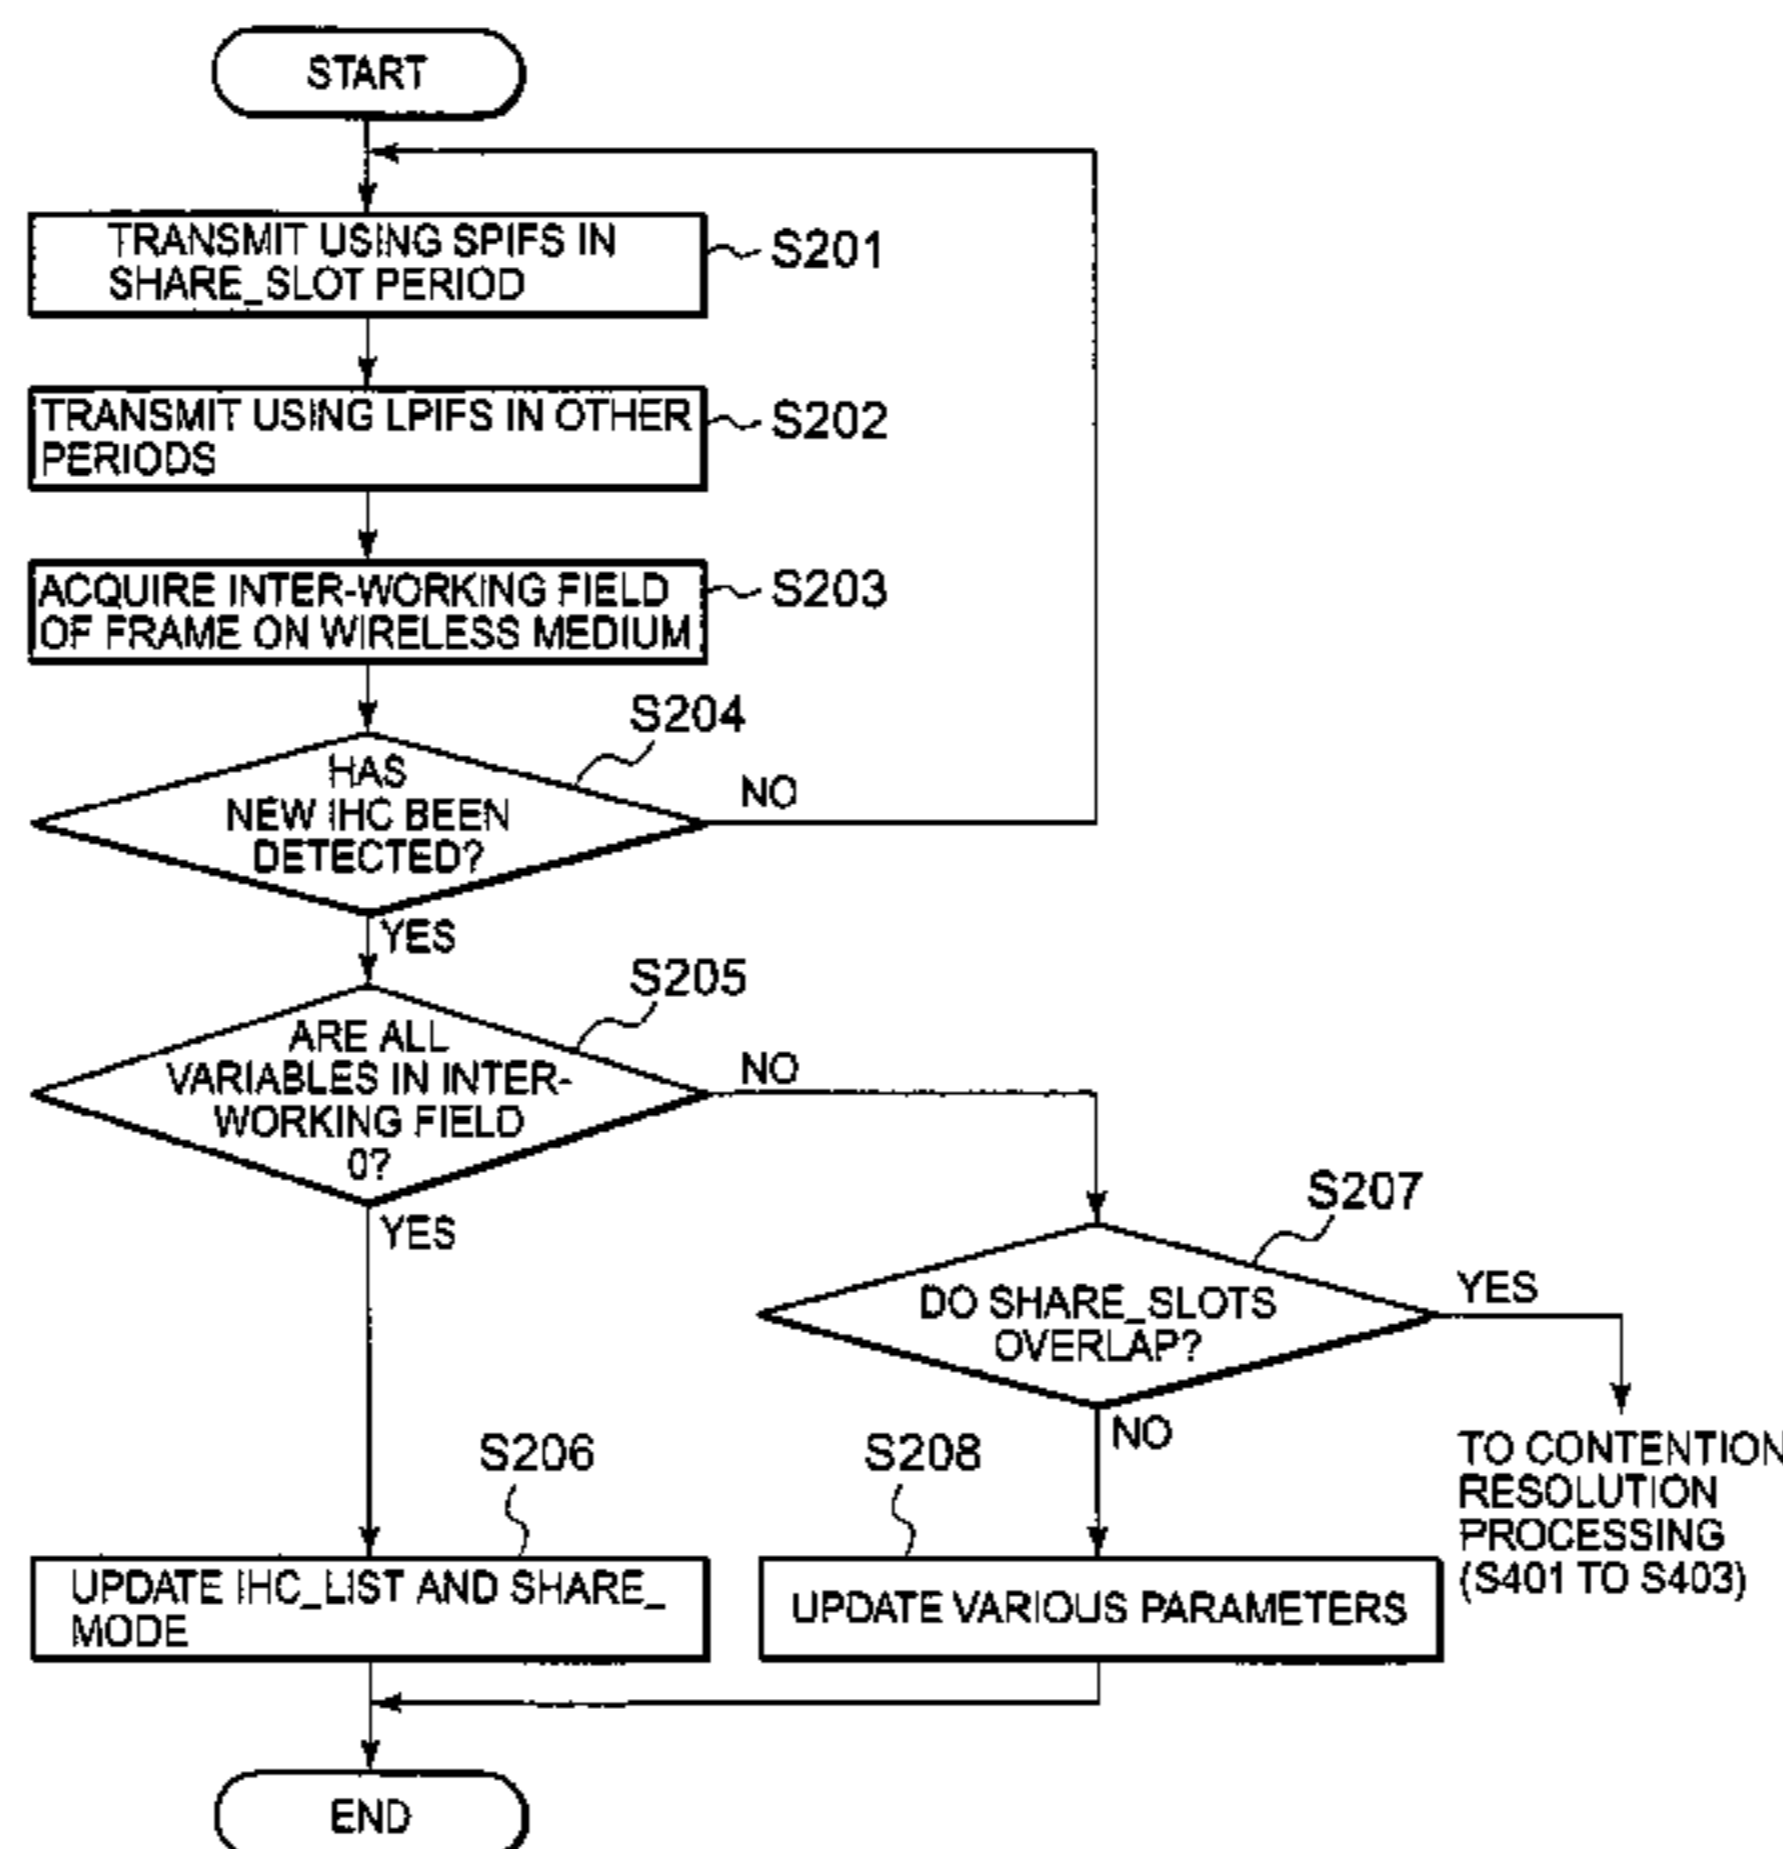 START
TRANSMIT USING SPIFS IN
SHARE_SLOT PERIOD
S201
TRANSMIT USING LPIFS IN OTHER
PERIODS
S202
ACQUIRE INTER-WORKING FIELD
OF FRAME ON WIRELESS MEDIUM
S203
S204
HAS
NEW IHC BEEN
DETECTED?
NO
YES
S205
ARE ALL
VARIABLES IN INTER-
WORKING FIELD
0?
NO
YES
S207
DO SHARE_SLOTS
OVERLAP?
YES
NO
TO CONTENTION
RESOLUTION
PROCESSING
(S401 TO S403)
S206
UPDATE IHC_LIST AND SHARE_
MODE
S208
UPDATE VARIOUS PARAMETERS
END